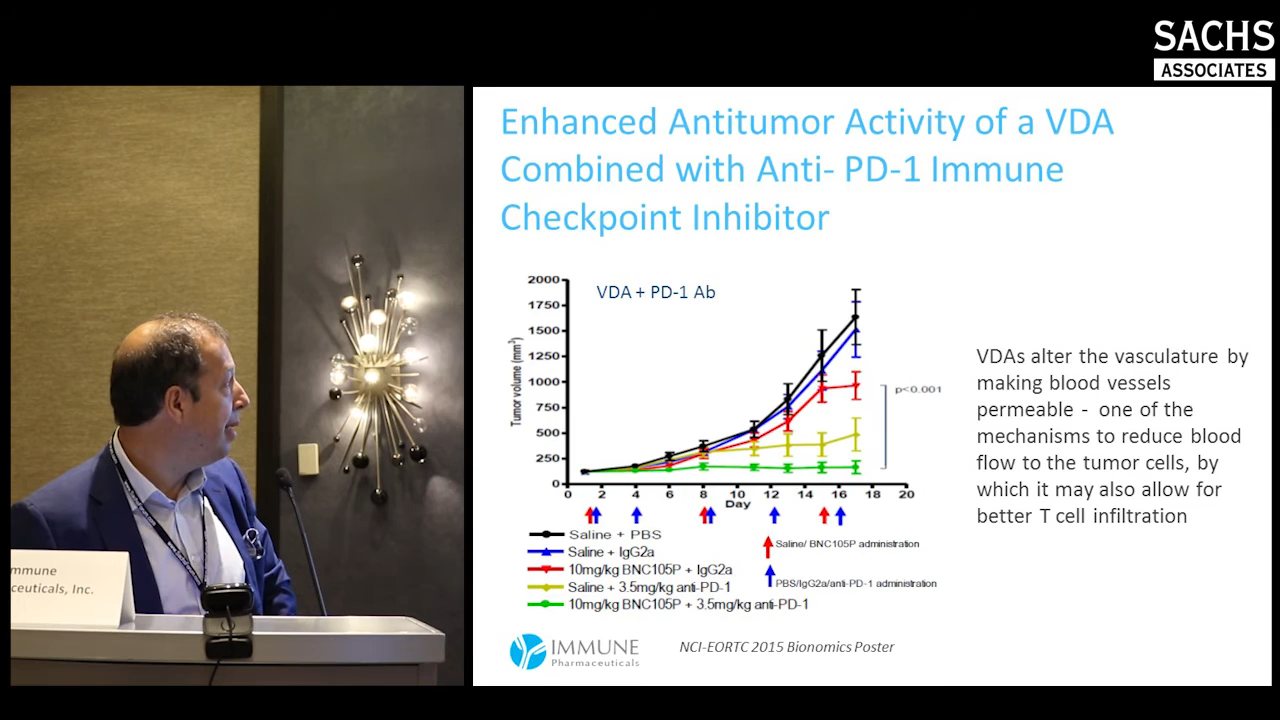 SACHS
ASSOCIATES
Enhanced Antitumor Activity of a VDA
Combined with Anti- PD-1 Immune
Checkpoint Inhibitor
2000
1750
1500
1250
1000
750
500
250
0
Tumor volume (mm³)
VDA + PD-1 Ab
p<0.001
0 2 4 6 8 10 12 14 16 18 20
Day
Saline + PBS
Saline + IgG2a
10mg/kg BNC105P + IgG2a
Saline + 3.5mg/kg anti-PD-1
10mg/kg BNC105P + 3.5mg/kg anti-PD-1
Saline/ BNC105P administration
PBS/IgG2a/anti-PD-1 administration
VDAs alter the vasculature by
making blood vessels
permeable - one of the
mechanisms to reduce blood
flow to the tumor cells, by
which it may also allow for
better T cell infiltration
IMMUNE
Pharmaceuticals
NCI-EORTC 2015 Bionomics Poster
mmune
ceuticals, Inc.